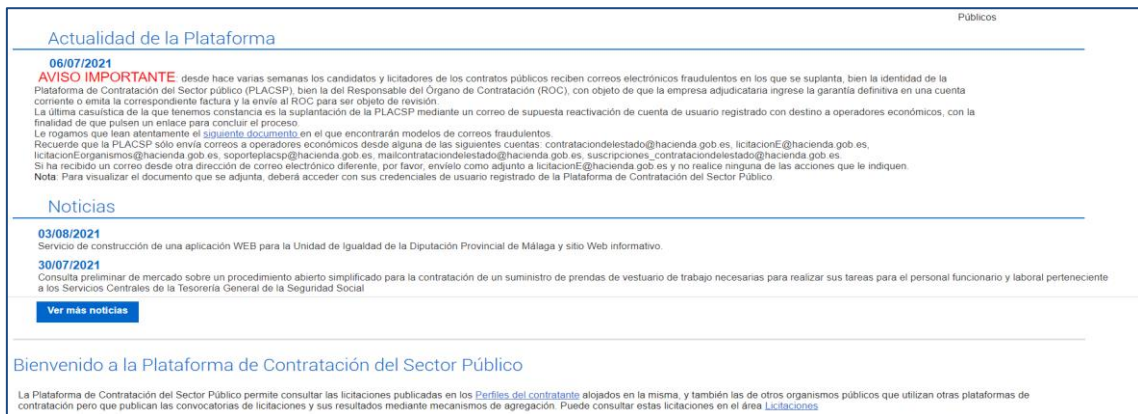 Públicos
Actualidad de la Plataforma
06/07/2021
AVISO IMPORTANTE: desde hace varias semanas los candidatos y licitadores de los contratos públicos reciben correos electrónicos fraudulentos en los que se suplanta, bien la identidad de la
Plataforma de Contratación del Sector público (PLACSP), bien la del Responsable del Órgano de Contratación (ROC), con objeto de que la empresa adjudicataria ingrese la garantía definitiva en una cuenta
corriente o emita la correspondiente factura y la envíe al ROC para ser objeto de revisión.
La última casuística de la que tenemos constancia es la suplantación de la PLACSP mediante un correo de supuesta reactivación de cuenta de usuario registrado con destino a operadores económicos, con la
finalidad de que pulsen un enlace para concluir el proceso.
Le rogamos que lean atentamente el siguiente documento en el que encontrarán modelos de correos fraudulentos.
Recuerde que la PLACSP sólo envía correos a operadores económicos desde alguna de las siguientes cuentas: contrataciondelestado@hacienda.gob.es, licitacionE@hacienda.gob.es,
licitacionEorganismos@hacienda.gob.es, soporteplacsp@hacienda.gob.es, mailcontrataciondelestado@hacienda.gob.es, suscripciones_contrataciondelestado@hacienda.gob.es.
Si ha recibido un correo desde otra dirección de correo electrónico diferente, por favor, envíelo como adjunto a licitacionE@hacienda.gob.es y no realice ninguna de las acciones que le indiquen.
Nota: Para visualizar el documento que se adjunta, deberá acceder con sus credenciales de usuario registrado de la Plataforma de Contratación del Sector Público.
Noticias
03/08/2021
Servicio de construcción de una aplicación WEB para la Unidad de Igualdad de la Diputación Provincial de Málaga y sitio Web informativo.
30/07/2021
Consulta preliminar de mercado sobre un procedimiento abierto simplificado para la contratación de un suministro de prendas de vestuario de trabajo necesarias para realizar sus tareas para el personal funcionario y laboral perteneciente
a los Servicios Centrales de la Tesorería General de la Seguridad Social
Ver más noticias
Bienvenido a la Plataforma de Contratación del Sector Público
La Plataforma de Contratación del Sector Público permite consultar las licitaciones publicadas en los Perfiles del contratante alojados en la misma, y también las de otros organismos públicos que utilizan otras plataformas de
contratación pero que publican las convocatorias de licitaciones y sus resultados mediante mecanismos de agregación. Puede consultar estas licitaciones en el área Licitaciones